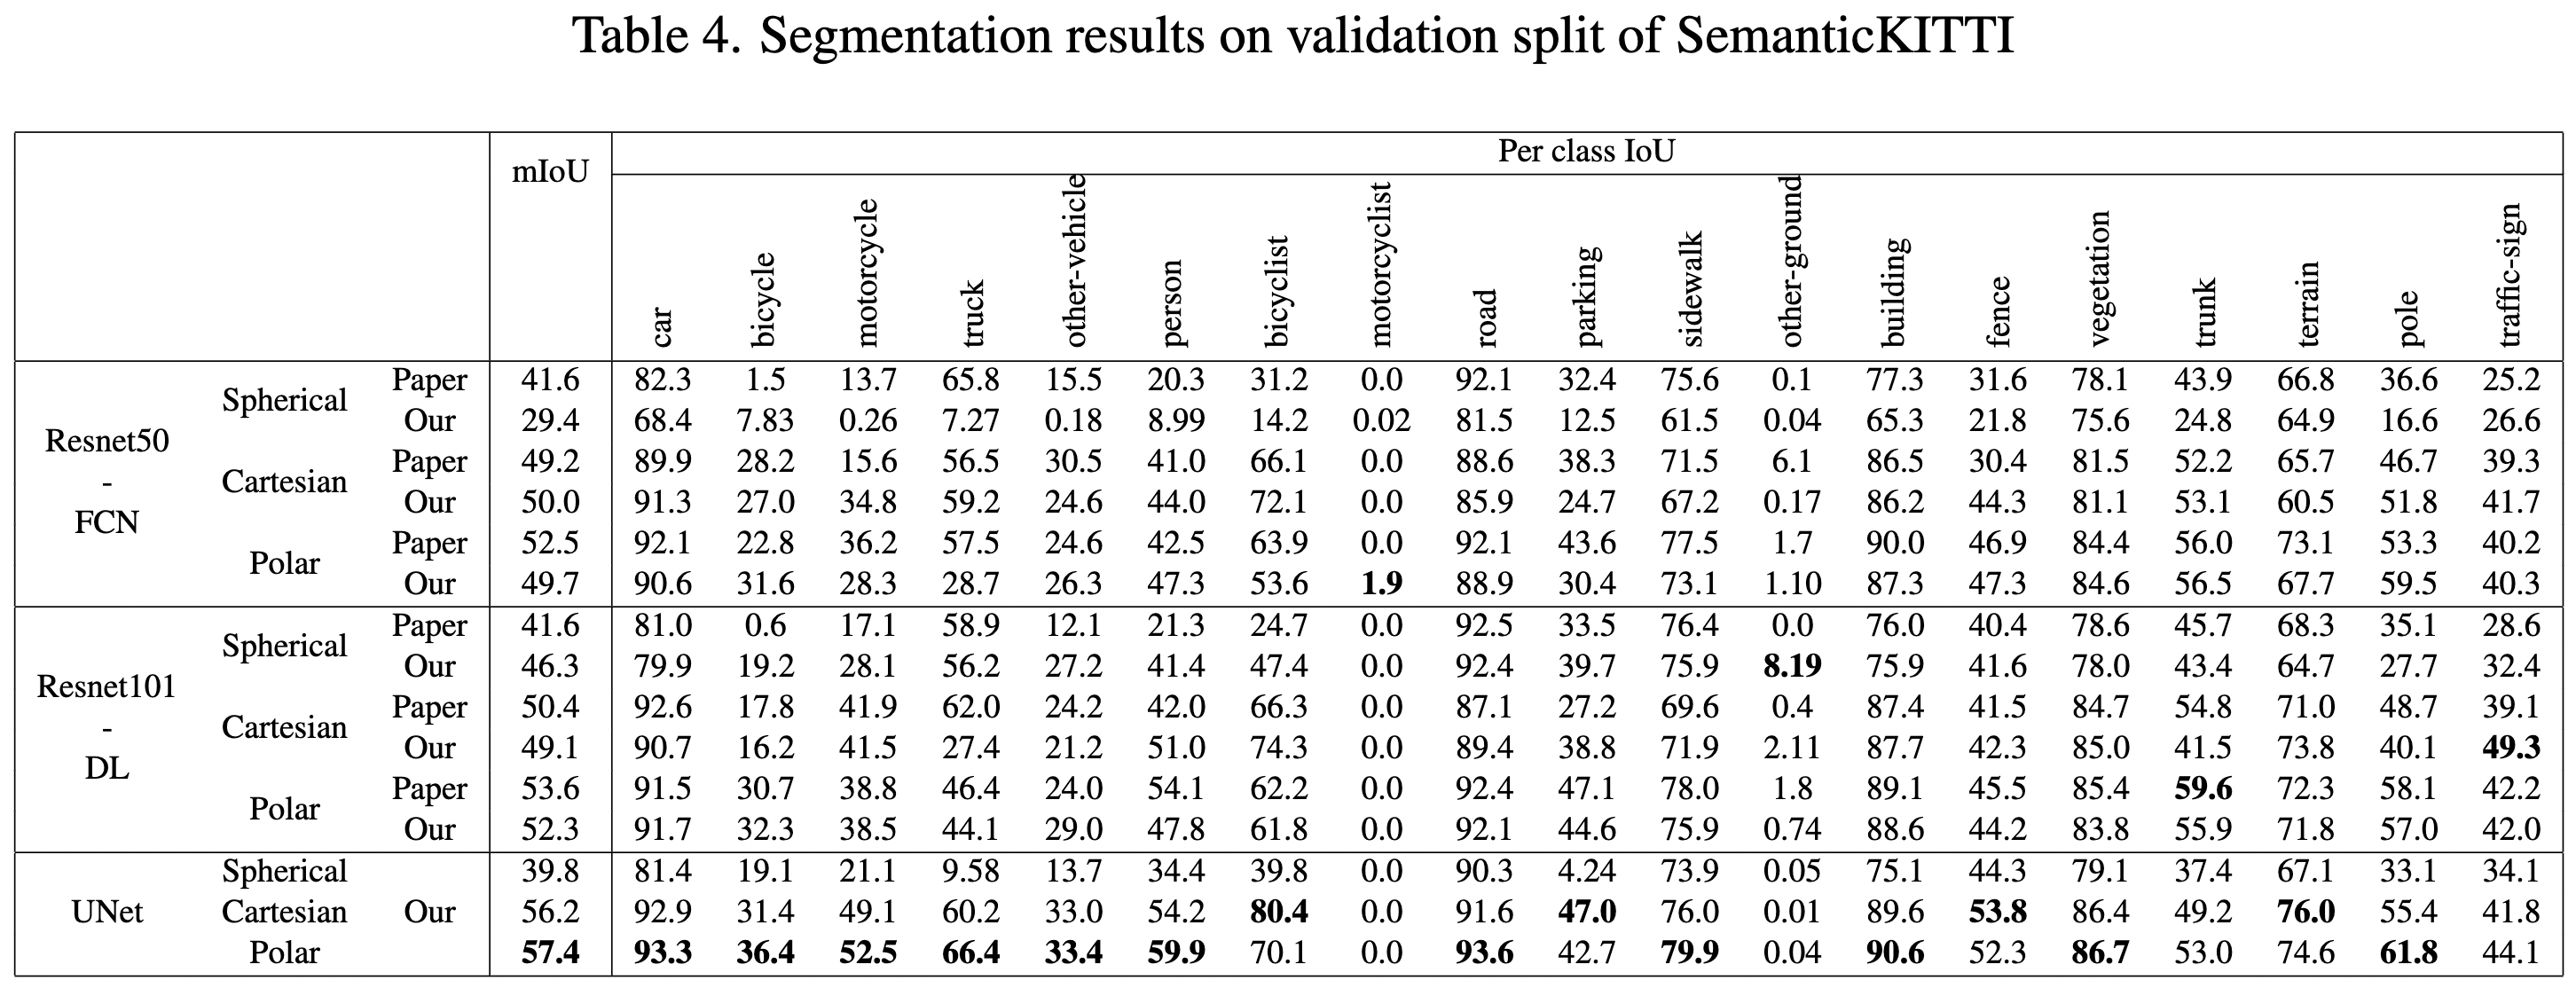 Table 4. Segmentation results on validation split of SemanticKITTI
mIoU Per class IoU
car bicycle motorcycle truck other-vehicle person bicyclist motorcyclist road parking sidewalk other-ground building fence vegetation trunk terrain pole traffic-sign
Resnet50 - FCN
Spherical Paper 41.6 82.3 1.5 13.7 65.8 15.5 20.3 31.2 0.0 92.1 32.4 75.6 0.1 77.3 31.6 78.1 43.9 66.8 36.6 25.2
Our 29.4 68.4 7.83 0.26 7.27 0.18 8.99 14.2 0.02 81.5 12.5 61.5 0.04 65.3 21.8 75.6 24.8 64.9 16.6 26.6
Cartesian Paper 49.2 89.9 28.2 15.6 56.5 30.5 41.0 66.1 0.0 88.6 38.3 71.5 6.1 86.5 30.4 81.5 52.2 65.7 46.7 39.3
Our 50.0 91.3 27.0 34.8 59.2 24.6 44.0 72.1 0.0 85.9 24.7 67.2 0.17 86.2 44.3 81.1 53.1 60.5 51.8 41.7
Polar Paper 52.5 92.1 22.8 36.2 57.5 24.6 42.5 63.9 0.0 92.1 43.6 77.5 1.7 90.0 46.9 84.4 56.0 73.1 53.3 40.2
Our 49.7 90.6 31.6 28.3 28.7 26.3 47.3 53.6 1.9 88.9 30.4 73.1 1.10 87.3 47.3 84.6 56.5 67.7 59.5 40.3
Resnet101 - DL
Spherical Paper 41.6 81.0 0.6 17.1 58.9 12.1 21.3 24.7 0.0 92.5 33.5 76.4 0.0 76.0 40.4 78.6 45.7 68.3 35.1 28.6
Our 46.3 79.9 19.2 28.1 56.2 27.2 41.4 47.4 0.0 92.4 39.7 75.9 8.19 75.9 41.6 78.0 43.4 64.7 27.7 32.4
Cartesian Paper 50.4 92.6 17.8 41.9 62.0 24.2 42.0 66.3 0.0 87.1 27.2 69.6 0.4 87.4 41.5 84.7 54.8 71.0 48.7 39.1
Our 49.1 90.7 16.2 41.5 27.4 21.2 51.0 74.3 0.0 89.4 38.8 71.9 2.11 87.7 42.3 85.0 41.5 73.8 40.1 49.3
Polar Paper 53.6 91.5 30.7 38.8 46.4 24.0 54.1 62.2 0.0 92.4 47.1 78.0 1.8 89.1 45.5 85.4 59.6 72.3 58.1 42.2
Our 52.3 91.7 32.3 38.5 44.1 29.0 47.8 61.8 0.0 92.1 44.6 75.9 0.74 88.6 44.2 83.8 55.9 71.8 57.0 42.0
Spherical 39.8 81.4 19.1 21.1 9.58 13.7 34.4 39.8 0.0 90.3 4.24 73.9 0.05 75.1 44.3 79.1 37.4 67.1 33.1 34.1
UNet Cartesian Our 56.2 92.9 31.4 49.1 60.2 33.0 54.2 80.4 0.0 91.6 47.0 76.0 0.01 89.6 53.8 86.4 49.2 76.0 55.4 41.8
Polar 57.4 93.3 36.4 52.5 66.4 33.4 59.9 70.1 0.0 93.6 42.7 79.9 0.04 90.6 52.3 86.7 53.0 74.6 61.8 44.1